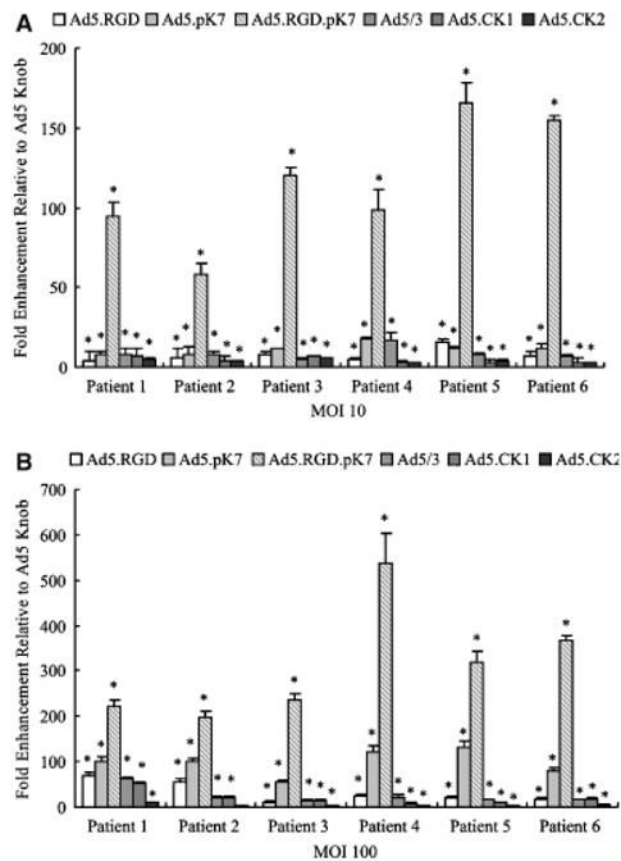 A
Ad5.RGD Ad5.pK7 Ad5.RGD.pK7 Ad5/3 Ad5.CK1 Ad5.CK2
Fold Enhancement Relative to Ad5 Knob
200
150
100
50
0
* * * * * * * * * * * * * * * * * * * * * * * * * * * * * * * * * * * *
Patient 1 Patient 2 Patient 3 Patient 4 Patient 5 Patient 6
MOI 10
B
Ad5.RGD Ad5.pK7 Ad5.RGD.pK7 Ad5/3 Ad5.CK1 Ad5.CK2
Fold Enhancement Relative to Ad5 Knob
700
600
500
400
300
200
100
0
* * * * * * * * * * * * * * * * * * * * * * * * * * * * * * * * * * *
Patient 1 Patient 2 Patient 3 Patient 4 Patient 5 Patient 6
MOI 100